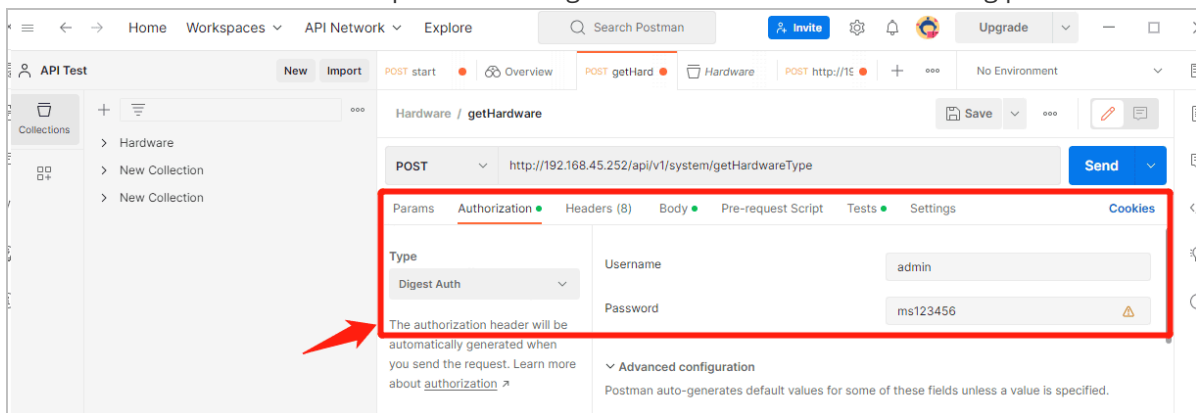 Home Workspaces API Network Explore Search Postman Invite Upgrade
API Test New Import POST start Overview POST getHard Hardware POST http://19 No Environment
Collections
Hardware / getHardware Save
Hardware
New Collection
New Collection
POST http://192.168.45.252/api/v1/system/getHardwareType Send
Params Authorization Headers (8) Body Pre-request Script Tests Settings Cookies
Type
Digest Auth
The authorization header will be
automatically generated when
you send the request. Learn more
about authorization
Username admin
Password ms123456
Advanced configuration
Postman auto-generates default values for some of these fields unless a value is specified.